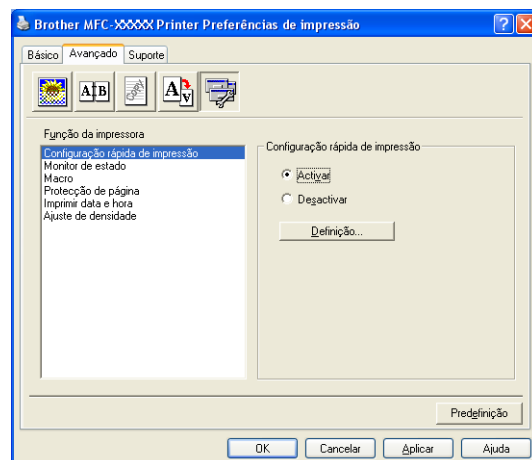 Brother MFC-XXXXX Printer Preferências de impressão
Básico Avançado Suporte
A B
A V
Função da impressora
Configuração rápida de impressão
Monitor de estado
Macro
Protecção de página
Imprimir data e hora
Ajuste de densidade
Configuração rápida de impressão
Activar
Desactivar
Definição...
Predefinição
OK Cancelar Aplicar Ajuda